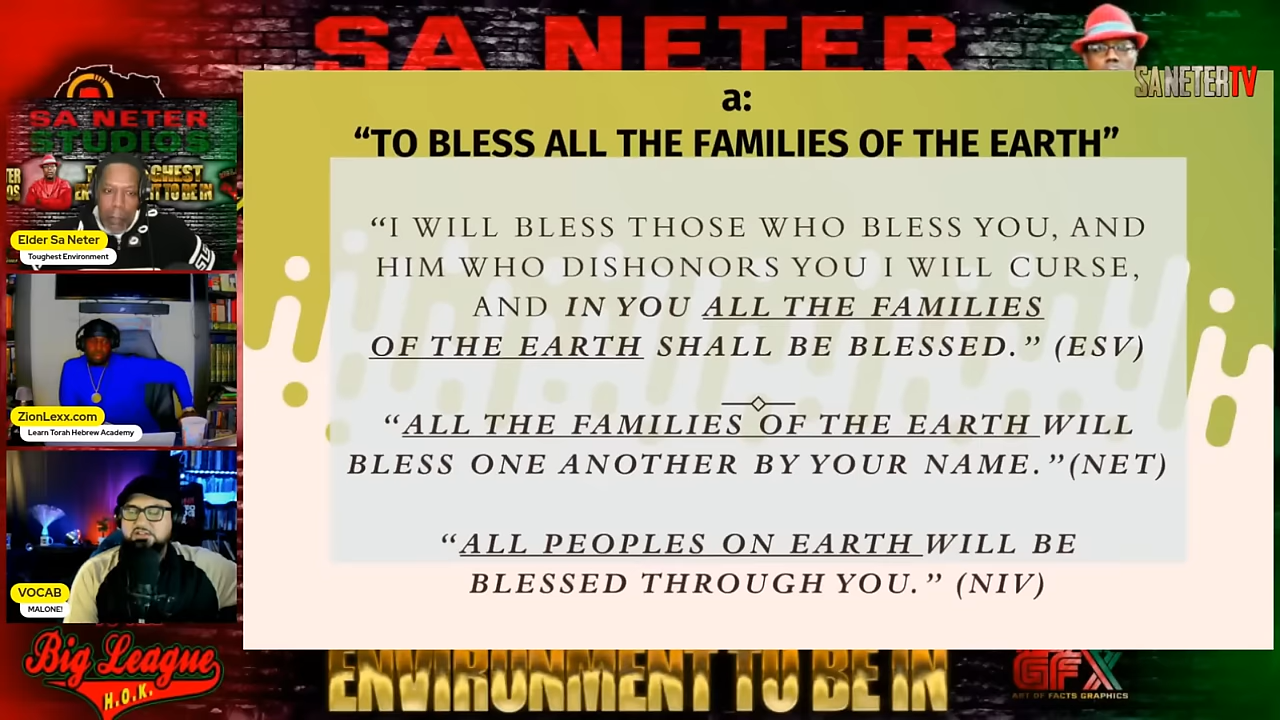 SA NETER
SANETERTV
a:
“TO BLESS ALL THE FAMILIES OF THE EARTH”
“I WILL BLESS THOSE WHO BLESS YOU, AND
HIM WHO DISHONORS YOU I WILL CURSE,
AND IN YOU ALL THE FAMILIES
OF THE EARTH SHALL BE BLESSED.” (ESV)
“ALL THE FAMILIES OF THE EARTH WILL
BLESS ONE ANOTHER BY YOUR NAME.”(NET)
“ALL PEOPLES ON EARTH WILL BE
BLESSED THROUGH YOU.” (NIV)
SA NETER
STUDIOS
Elder Sa Neter
Toughest Environment
ZionLexx.com
Learn Torah Hebrew Academy
VOCAB
MALONE!
Big League
H.O.K.
ENVIRONMENT TO BE IN
GFX
ART OF FACTS GRAPHICS